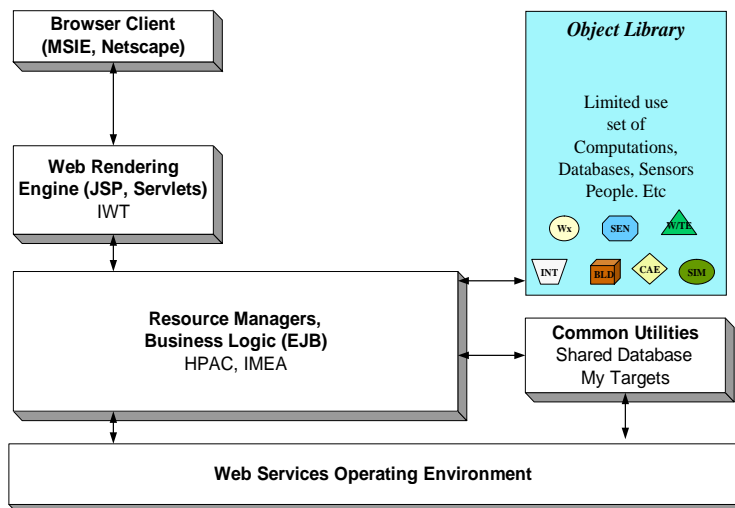 Browser Client
(MSIE, Netscape)
Object Library
Limited use
set of
Computations,
Databases, Sensors
People. Etc
Wx
SEN
W/TE
INT
BLD
CAE
SIM
Web Rendering
Engine (JSP, Servlets)
IWT
Resource Managers,
Business Logic (EJB)
HPAC, IMEA
Common Utilities
Shared Database
My Targets
Web Services Operating Environment